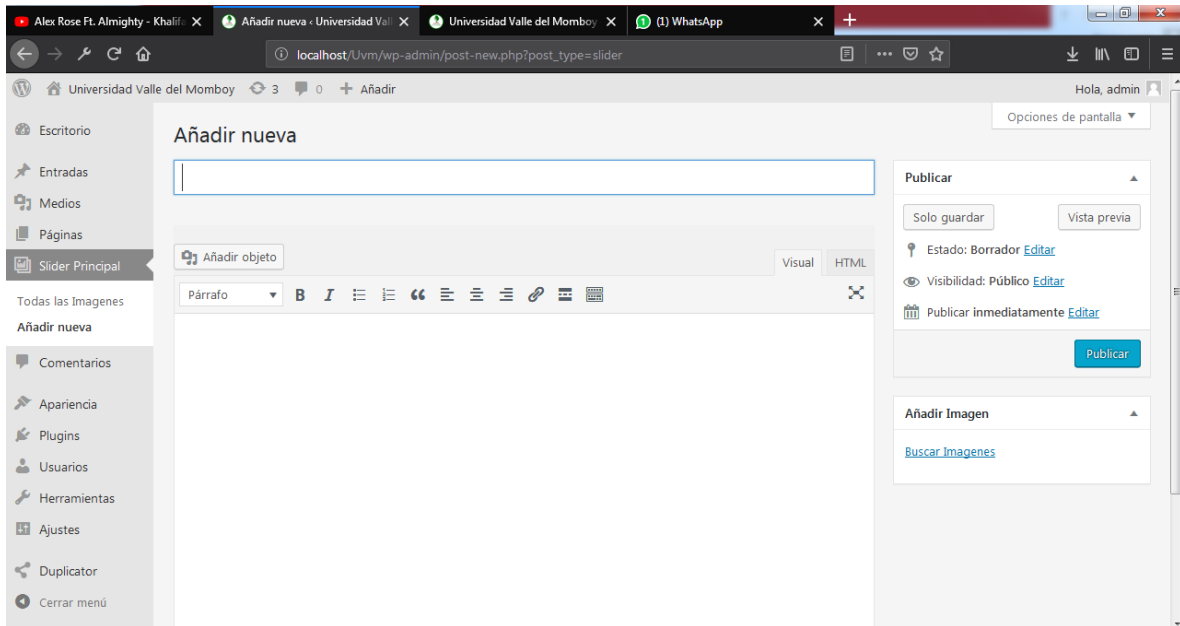 Alex Rose Ft. Almighty - Khalifa
Añadir nueva ‹ Universidad Vall
Universidad Valle del Momboy
(1) WhatsApp
localhost/Uvm/wp-admin/post-new.php?post_type=slider
Universidad Valle del Momboy 3 0 + Añadir
Hola, admin
Opciones de pantalla
Escritorio
Entradas
Medios
Páginas
Slider Principal
Todas las Imagenes
Añadir nueva
Comentarios
Apariencia
Plugins
Usuarios
Herramientas
Ajustes
Duplicator
Cerrar menú
Añadir nueva
Añadir objeto
Visual HTML
Párrafo B I
Publicar
Solo guardar Vista previa
Estado: Borrador Editar
Visibilidad: Público Editar
Publicar inmediatamente Editar
Publicar
Añadir Imagen
Buscar Imagenes